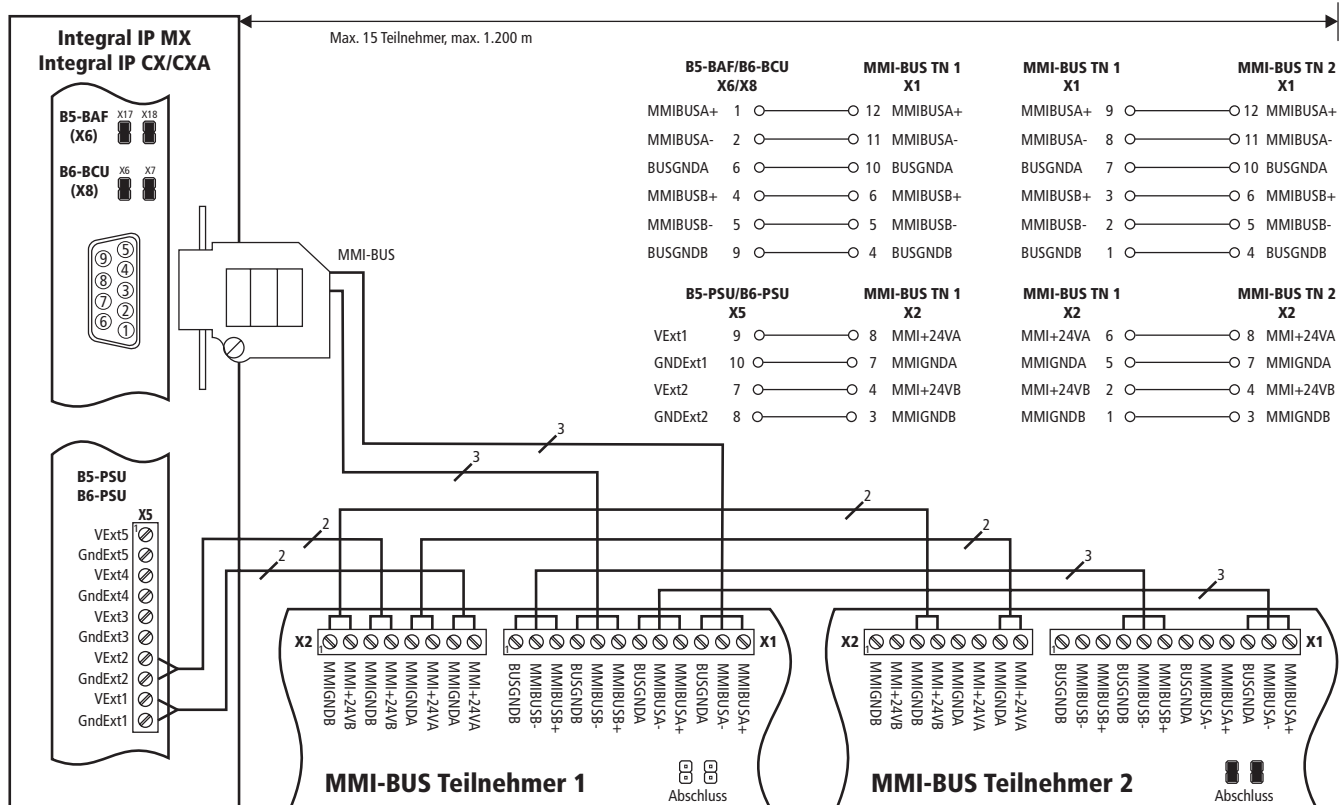 Integral IP MX
Integral IP CX/CXA
Max. 15 Teilnehmer, max. 1.200 m
B5-BAF
(X6)
X17 X18
B6-BCU
(X8)
X6 X7
5
9
4
8
3
7
2
6
1
MMI-BUS
B5-BAF/B6-BCU MMI-BUS TN 1
X6/X8 X1
MMIBUSA+ 1 12 MMIBUSA+
MMIBUSA- 2 11 MMIBUSA-
BUSGNDA 6 10 BUSGNDA
MMIBUSB+ 4 6 MMIBUSB+
MMIBUSB- 5 5 MMIBUSB-
BUSGNDB 9 4 BUSGNDB
MMI-BUS TN 1 MMI-BUS TN 2
X1 X1
MMIBUSA+ 9 12 MMIBUSA+
MMIBUSA- 8 11 MMIBUSA-
BUSGNDA 7 10 BUSGNDA
MMIBUSB+ 3 6 MMIBUSB+
MMIBUSB- 2 5 MMIBUSB-
BUSGNDB 1 4 BUSGNDB
B5-PSU/B6-PSU MMI-BUS TN 1
X5 X2
VExt1 9 8 MMI+24VA
GNDExt1 10 7 MMIGNDA
VExt2 7 4 MMI+24VB
GNDExt2 8 3 MMIGNDB
MMI-BUS TN 1 MMI-BUS TN 2
X2 X2
MMI+24VA 6 8 MMI+24VA
MMIGNDA 5 7 MMIGNDA
MMI+24VB 2 4 MMI+24VB
MMIGNDB 1 3 MMIGNDB
3
3
2
2
2
2
3
3
B5-PSU
B6-PSU
X5
1
VExt5
GndExt5
VExt4
GndExt4
VExt3
GndExt3
VExt2
GndExt2
VExt1
GndExt1
X2
1
MMIGNDB
MMI+24VB
MMIGNDB
MMI+24VB
MMIGNDA
MMI+24VA
MMIGNDA
MMI+24VA
1
X1
BUSGNDB
MMIBUSB-
MMIBUSB+
BUSGNDB
MMIBUSB-
MMIBUSB+
BUSGNDA
MMIBUSA-
MMIBUSA+
BUSGNDA
MMIBUSA-
MMIBUSA+
MMI-BUS Teilnehmer 1
Abschluss
X2
1
MMIGNDB
MMI+24VB
MMIGNDB
MMI+24VB
MMIGNDA
MMI+24VA
MMIGNDA
MMI+24VA
1
X1
BUSGNDB
MMIBUSB-
MMIBUSB+
BUSGNDB
MMIBUSB-
MMIBUSB+
BUSGNDA
MMIBUSA-
MMIBUSA+
BUSGNDA
MMIBUSA-
MMIBUSA+
MMI-BUS Teilnehmer 2
Abschluss